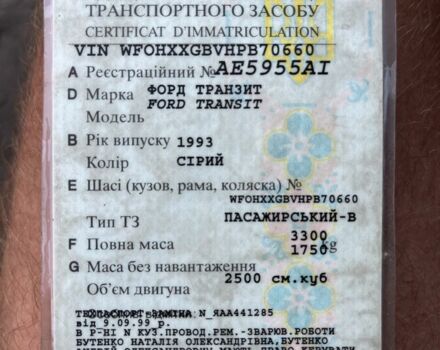 ТРАНСПОРТНОГО ЗАСОБУ
CERTIFICAT D'IMMATRICULATION
VIN WFOHXXGBVHPB70660
A Реєстраційний № AE5955AI
D Марка ФОРД ТРАНЗИТ
FORD TRANSIT
Модель
B Рік випуску 1993
Колір СІРИЙ
E Шасі (кузов, рама, коляска) №
WFOHXXGBVHPB70660
Тип ТЗ ПАСАЖИРСЬКИЙ-В
F Повна маса 3300 kg
1750
G Маса без навантаження
Об'єм двигуна 2500 см.куб
ТЕХПАСПОРТ-ЗАМІНА N ЯАА441285
від 9.09.99 р.
В Р-НІ N КУЗ.ПРОВОД.РЕМ.-ЗВАРЮВ.РОБОТИ
БУТЕНКО НАТАЛІЯ ОЛЕКСАНДРІВНА,БУТЕНКО